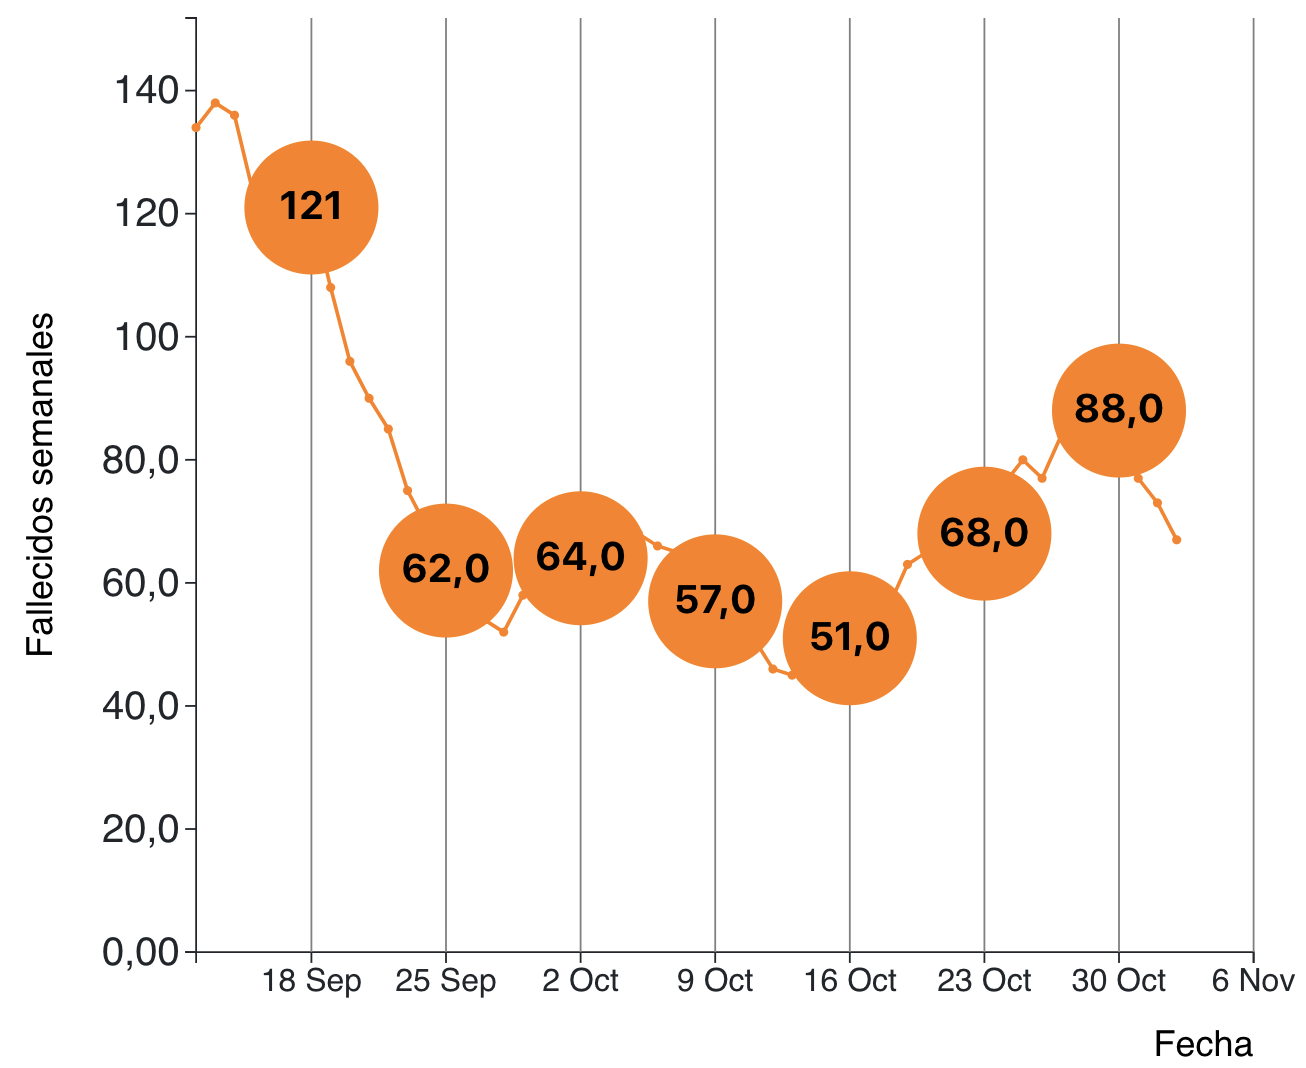 140
120
100
80,0
60,0
40,0
20,0
0,00
Fallecidos semanales
121
62,0
64,0
57,0
51,0
68,0
88,0
18 Sep
25 Sep
2 Oct
9 Oct
16 Oct
23 Oct
30 Oct
6 Nov
Fecha